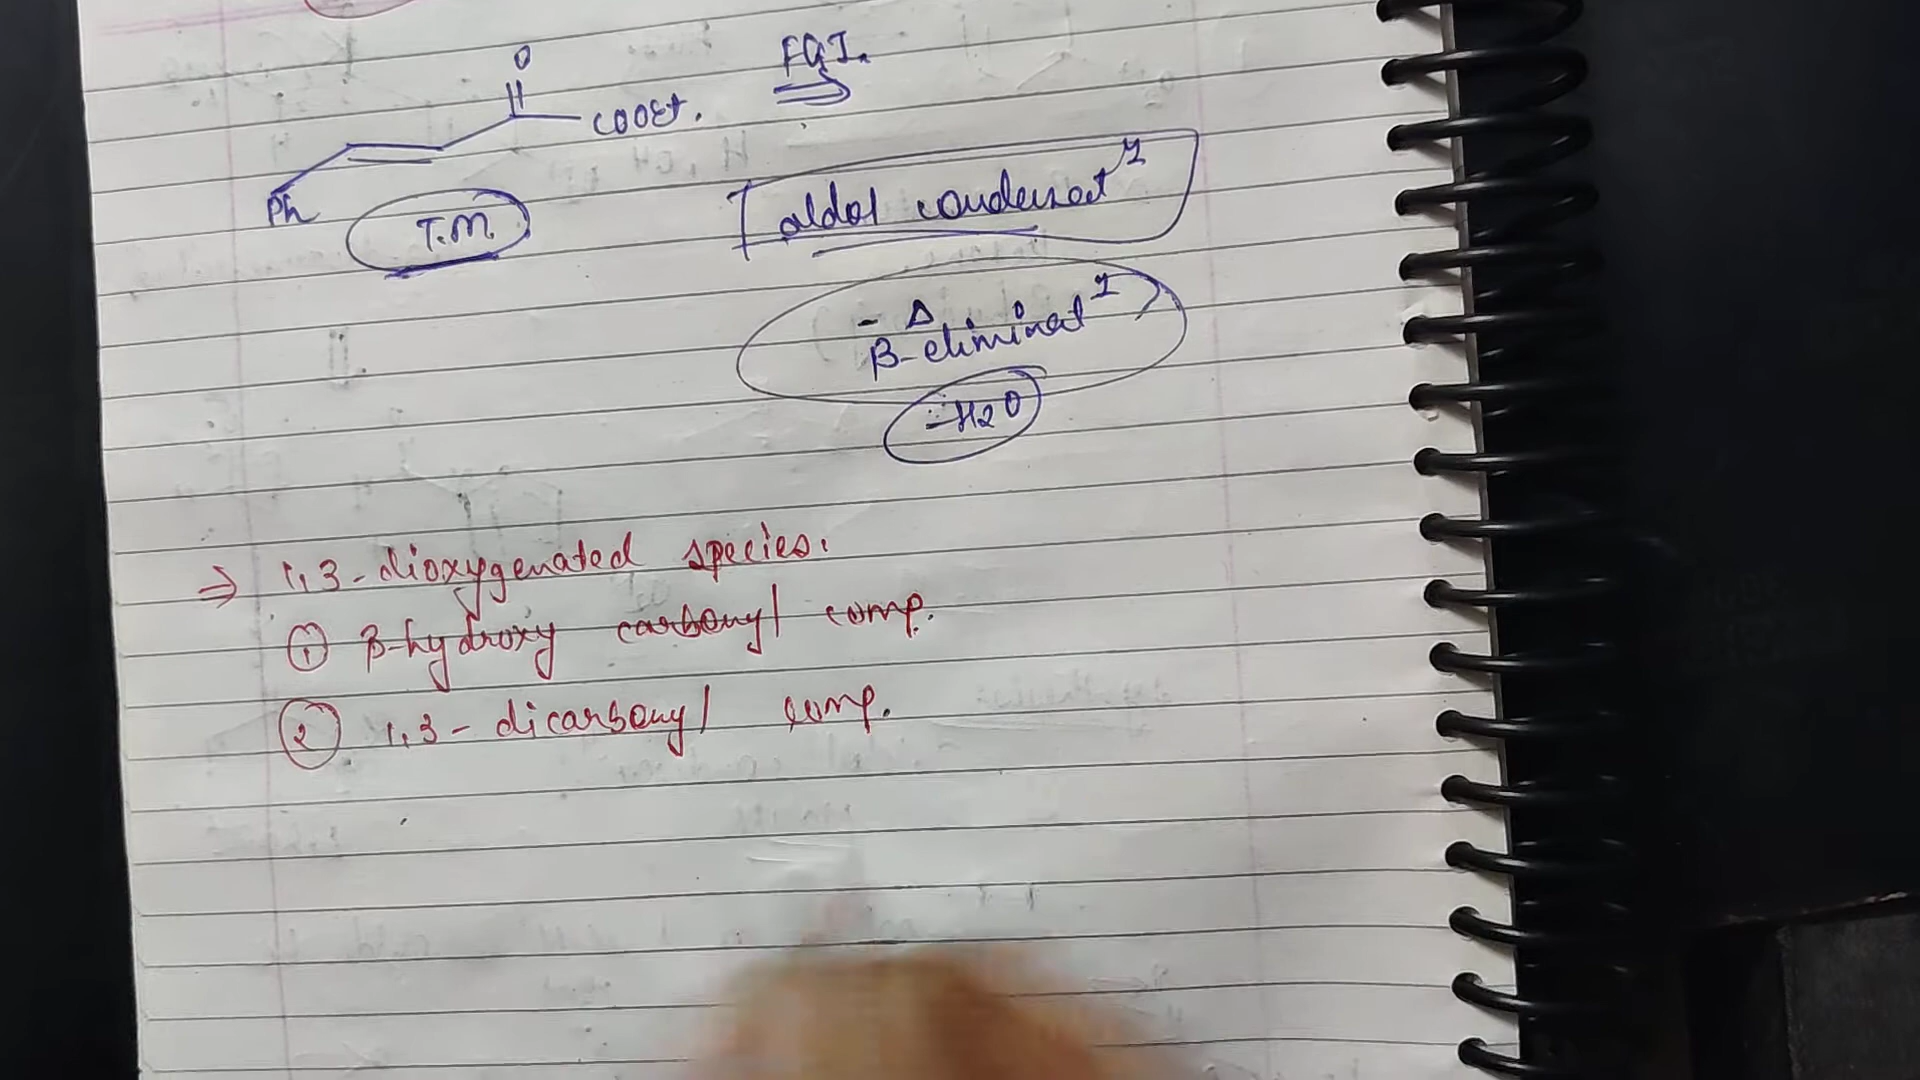 O
FGI.
COOEt.
Ph
T.M.
aldol condensatⁿ
- Δ
β-eliminatⁿ
-H2O
⇒ 1,3-dioxygenated species.
① β-hydroxy carbonyl comp.
② 1,3-dicarbonyl comp.